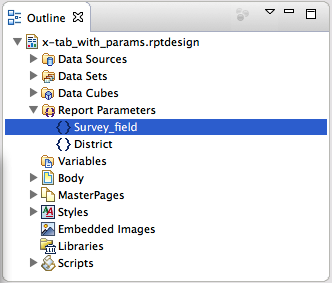 Outline
x-tab_with_params.rptdesign
Data Sources
Data Sets
Data Cubes
Report Parameters
Survey_field
District
Variables
Body
MasterPages
Styles
Embedded Images
Libraries
Scripts